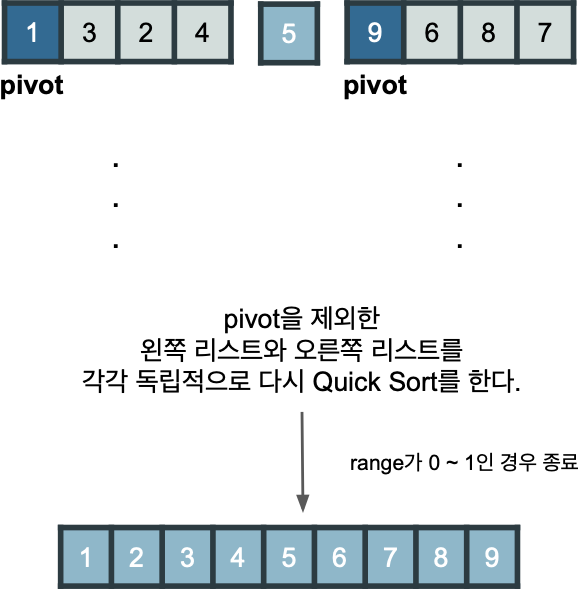 1 3 2 4 5 9 6 8 7
pivot pivot
pivot을 제외한
왼쪽 리스트와 오른쪽 리스트를
각각 독립적으로 다시 Quick Sort를 한다.
range가 0 ~ 1인 경우 종료
1 2 3 4 5 6 7 8 9